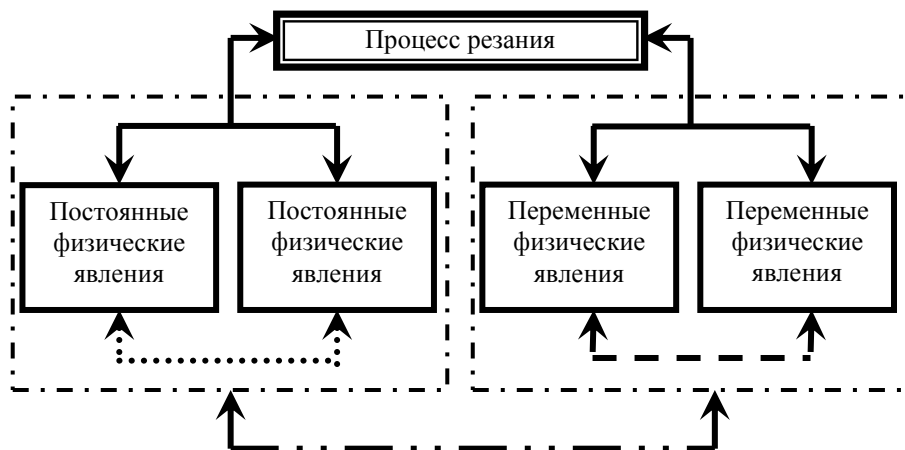 Процесс резания
Постоянные
физические
явления
Постоянные
физические
явления
Переменные
физические
явления
Переменные
физические
явления